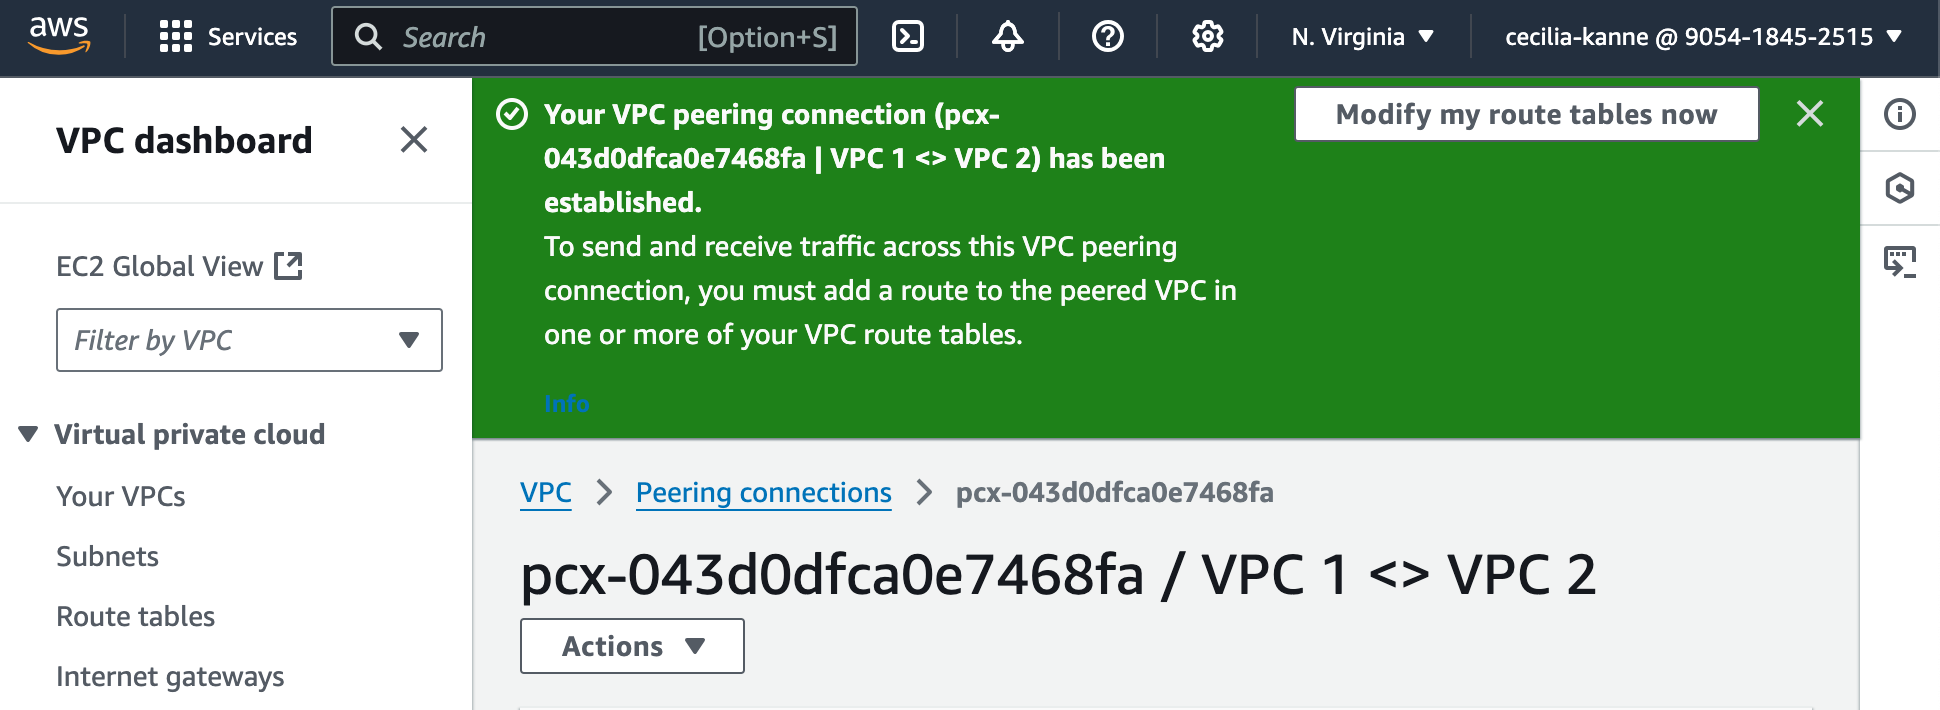 aws
Services
Search [Option+S]
N. Virginia
cecilia-kanne @ 9054-1845-2515
VPC dashboard
EC2 Global View
Filter by VPC
Virtual private cloud
Your VPCs
Subnets
Route tables
Internet gateways
Your VPC peering connection (pcx-
043d0dfca0e7468fa | VPC 1 <> VPC 2) has been
established.
To send and receive traffic across this VPC peering
connection, you must add a route to the peered VPC in
one or more of your VPC route tables.
Info
Modify my route tables now
VPC > Peering connections > pcx-043d0dfca0e7468fa
pcx-043d0dfca0e7468fa / VPC 1 <> VPC 2
Actions